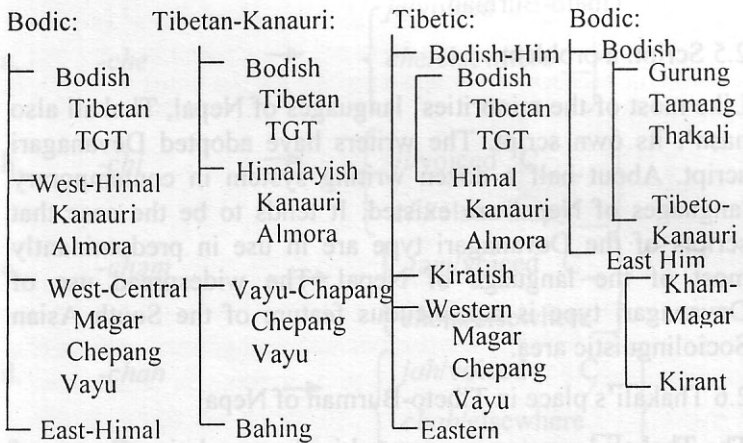 Bodic:
Bodish
Tibetan
TGT
West-Himal
Kanauri
Almora
West-Central
Magar
Chepang
Vayu
East-Himal
Tibetan-Kanauri:
Bodish
Tibetan
TGT
Himalayish
Kanauri
Almora
Vayu-Chapang
Chepang
Vayu
Bahing
Tibetic:
Bodish-Him
Bodish
Tibetan
TGT
Himal
Kanauri
Almora
Kiratish
Western
Magar
Chepang
Vayu
Eastern
Bodic:
Bodish
Gurung
Tamang
Thakali
Tibeto-
Kanauri
East Him
Kham-
Magar
Kirant